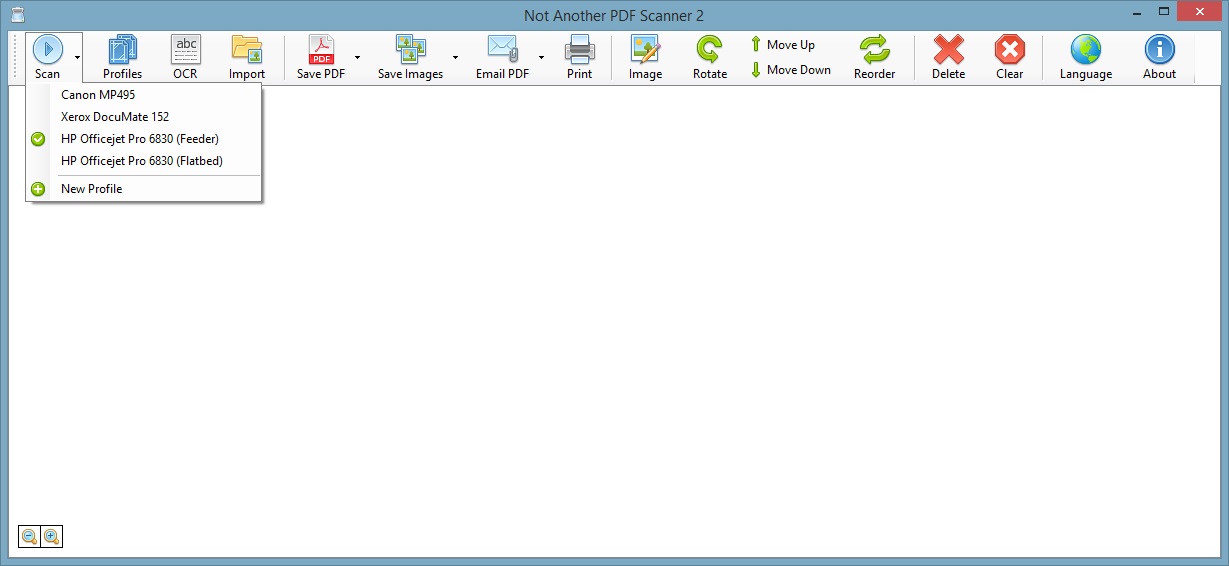 Not Another PDF Scanner 2
Scan
Profiles
abc
OCR
Import
PDF
Save PDF
Save Images
Email PDF
Print
Image
Rotate
Move Up
Move Down
Reorder
Delete
Clear
Language
About
Canon MP495
Xerox DocuMate 152
HP Officejet Pro 6830 (Feeder)
HP Officejet Pro 6830 (Flatbed)
New Profile